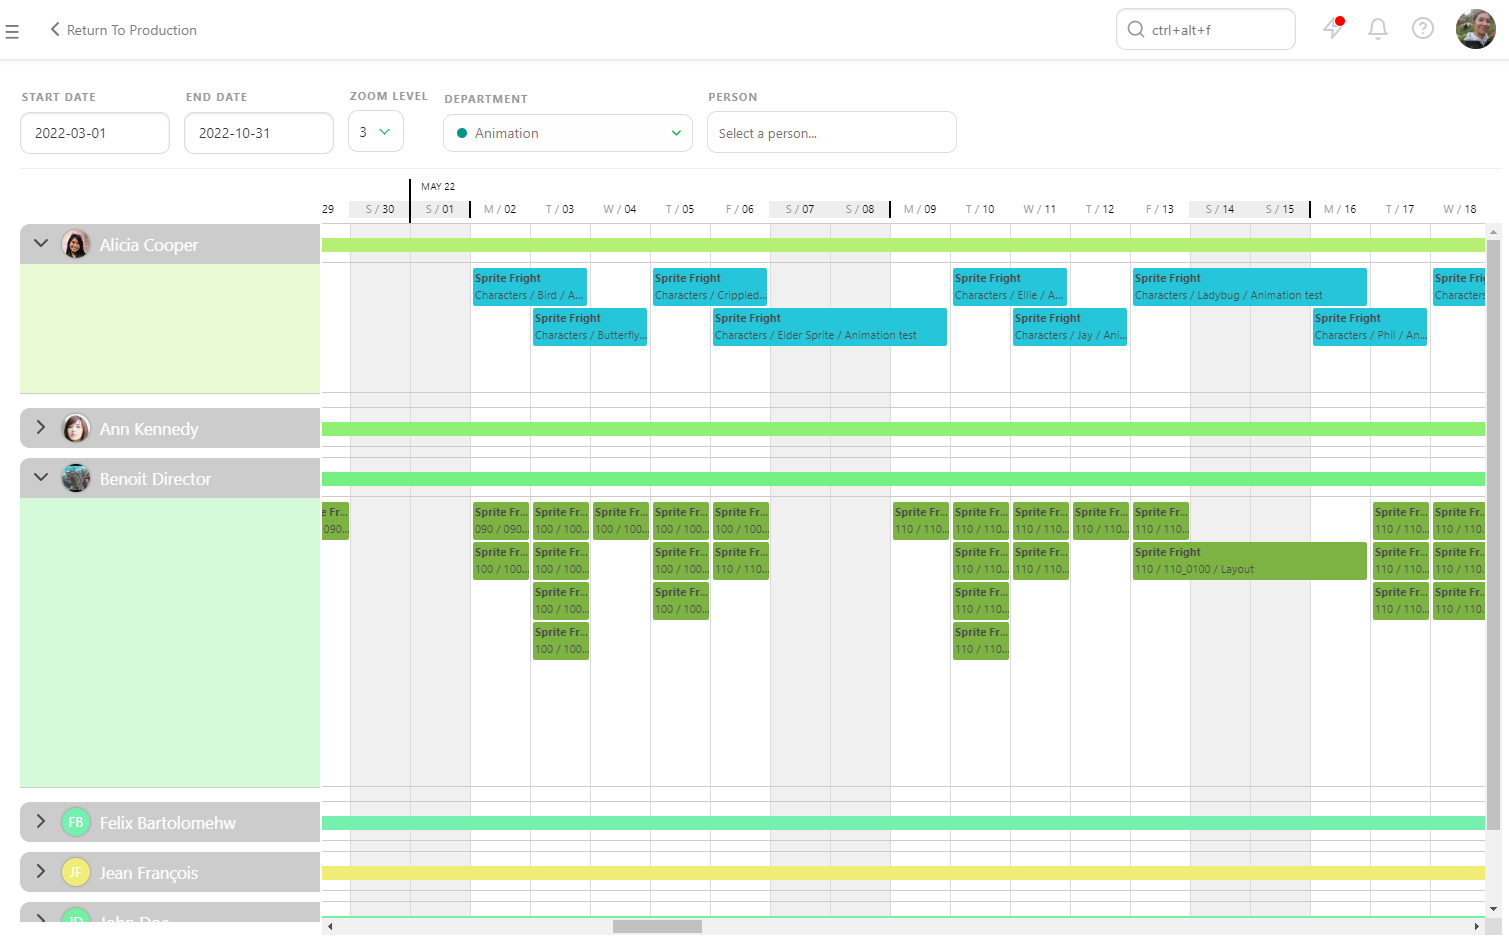 Return To Production
ctrl+alt+f
START DATE
END DATE
ZOOM LEVEL
DEPARTMENT
PERSON
2022-03-01
2022-10-31
3
Animation
Select a person...
MAY 22
29 S / 30 S / 01 M / 02 T / 03 W / 04 T / 05 F / 06 S / 07 S / 08 M / 09 T / 10 W / 11 T / 12 F / 13 S / 14 S / 15 M / 16 T / 17 W / 18
Alicia Cooper
Sprite Fright
Characters / Bird / A...
Sprite Fright
Characters / Crippled...
Sprite Fright
Characters / Ellie / A...
Sprite Fright
Characters / Ladybug / Animation test
Sprite Frig
Characters
Sprite Fright
Characters / Butterfly...
Sprite Fright
Characters / Elder Sprite / Animation test
Sprite Fright
Characters / Jay / Ani...
Sprite Fright
Characters / Phil / An...
Ann Kennedy
Benoit Director
e Fr... Sprite Fr... Sprite Fr... Sprite Fr... Sprite Fr... Sprite Fr... Sprite Fr... Sprite Fr... Sprite Fr... Sprite Fr... Sprite Fr... Sprite Fr... Sprite Fr..
090... 090 / 090... 100 / 100... 100 / 100... 100 / 100... 100 / 100... 110 / 110... 110 / 110... 110 / 110... 110 / 110... 110 / 110... 110 / 110... 110 / 110..
Sprite Fr... Sprite Fr... Sprite Fr... Sprite Fr... Sprite Fr... Sprite Fr... Sprite Fright Sprite Fr... Sprite Fr..
100 / 100... 100 / 100... 100 / 100... 110 / 110... 110 / 110... 110 / 110... 110 / 110_0100 / Layout 110 / 110... 110 / 110..
Sprite Fr... Sprite Fr... Sprite Fr... Sprite Fr... Sprite Fr..
100 / 100... 100 / 100... 110 / 110... 110 / 110... 110 / 110..
Sprite Fr... Sprite Fr...
100 / 100... 110 / 110...
FB Felix Bartolomehw
JF Jean François
JD John Doe